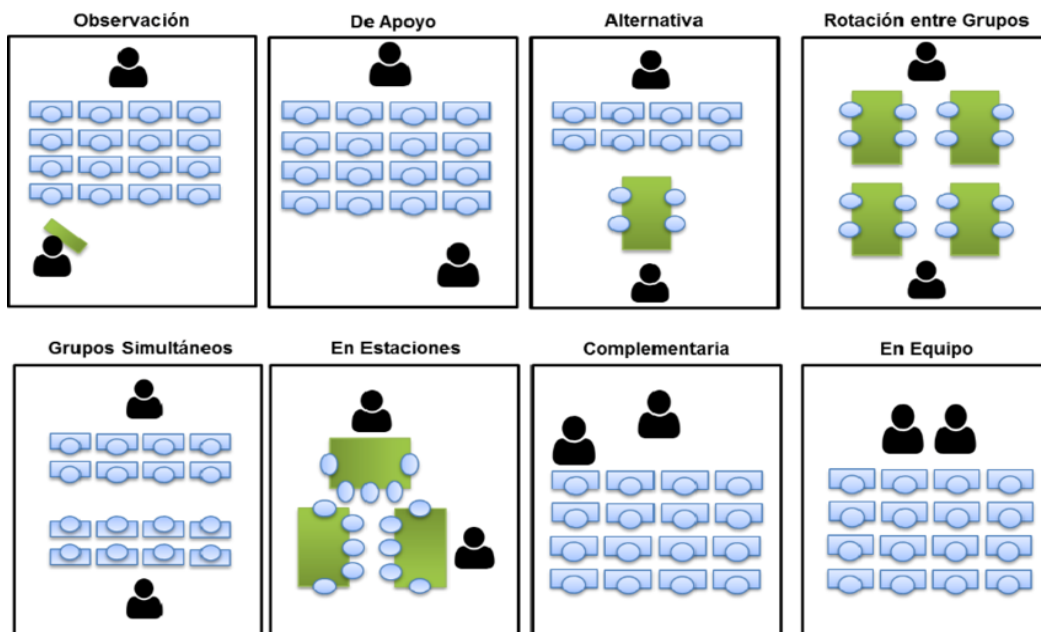 Observación
De Apoyo
Alternativa
Rotación entre Grupos
Grupos Simultáneos
En Estaciones
Complementaria
En Equipo